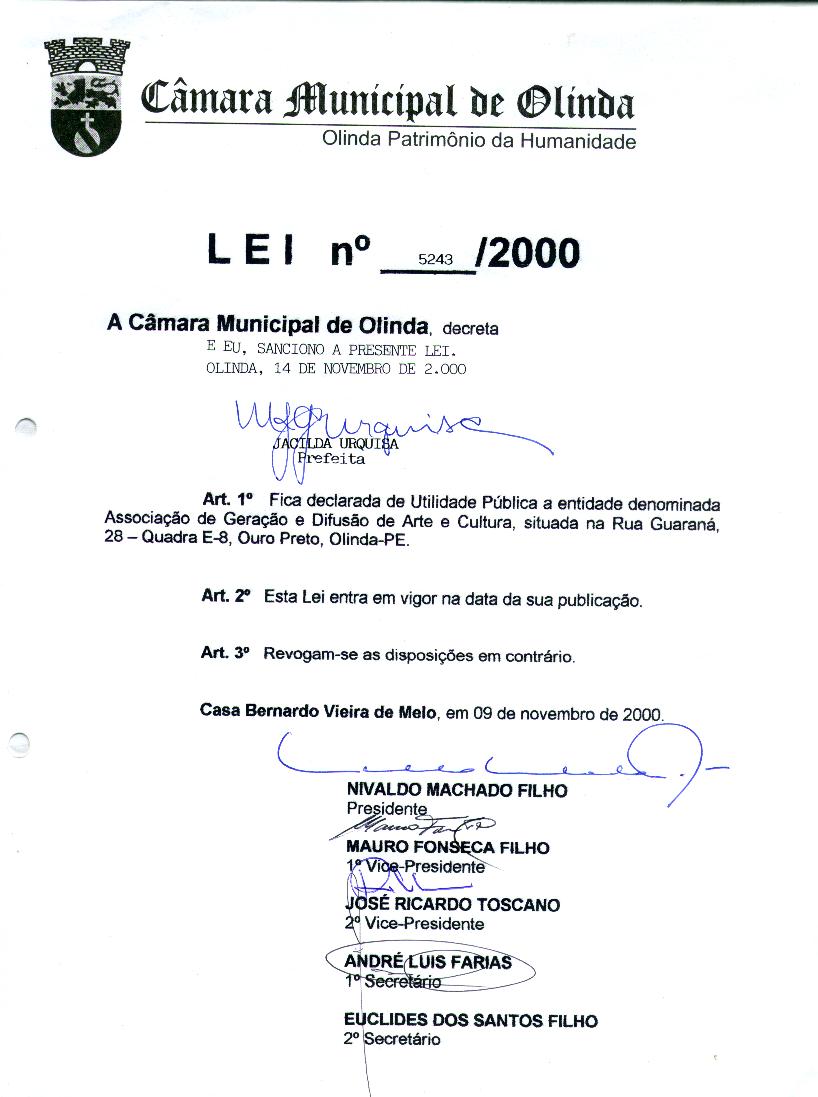 Câmara Municipal de Olinda
Olinda Patrimônio da Humanidade
LEI nº 5243/2000
A Câmara Municipal de Olinda, decreta
E EU, SANCIONO A PRESENTE LEI.
OLINDA, 14 DE NOVEMBRO DE 2.000
JACILDA URQUISA
Prefeita
Art. 1º Fica declarada de Utilidade Pública a entidade denominada
Associação de Geração e Difusão de Arte e Cultura, situada na Rua Guaraná,
28 – Quadra E-8, Ouro Preto, Olinda-PE.
Art. 2º Esta Lei entra em vigor na data da sua publicação.
Art. 3º Revogam-se as disposições em contrário.
Casa Bernardo Vieira de Melo, em 09 de novembro de 2000.
NIVALDO MACHADO FILHO
Presidente
MAURO FONSECA FILHO
1º Vice-Presidente
JOSÉ RICARDO TOSCANO
2º Vice-Presidente
ANDRÉ LUIS FARIAS
1º Secretário
EUCLIDES DOS SANTOS FILHO
2º Secretário